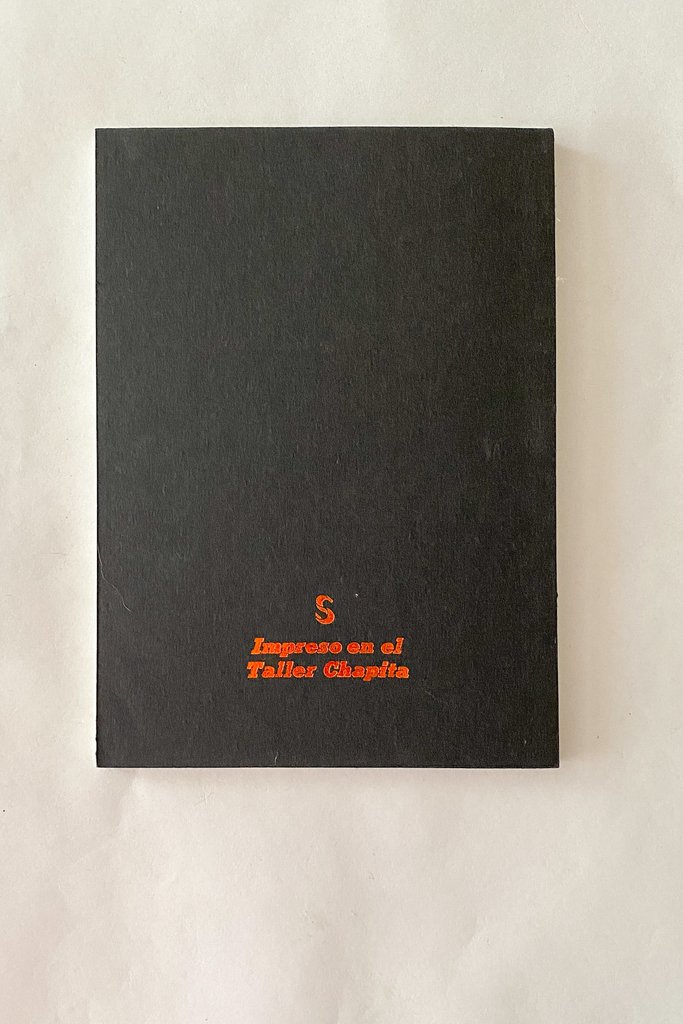 S
Impreso en el
Taller Chapita